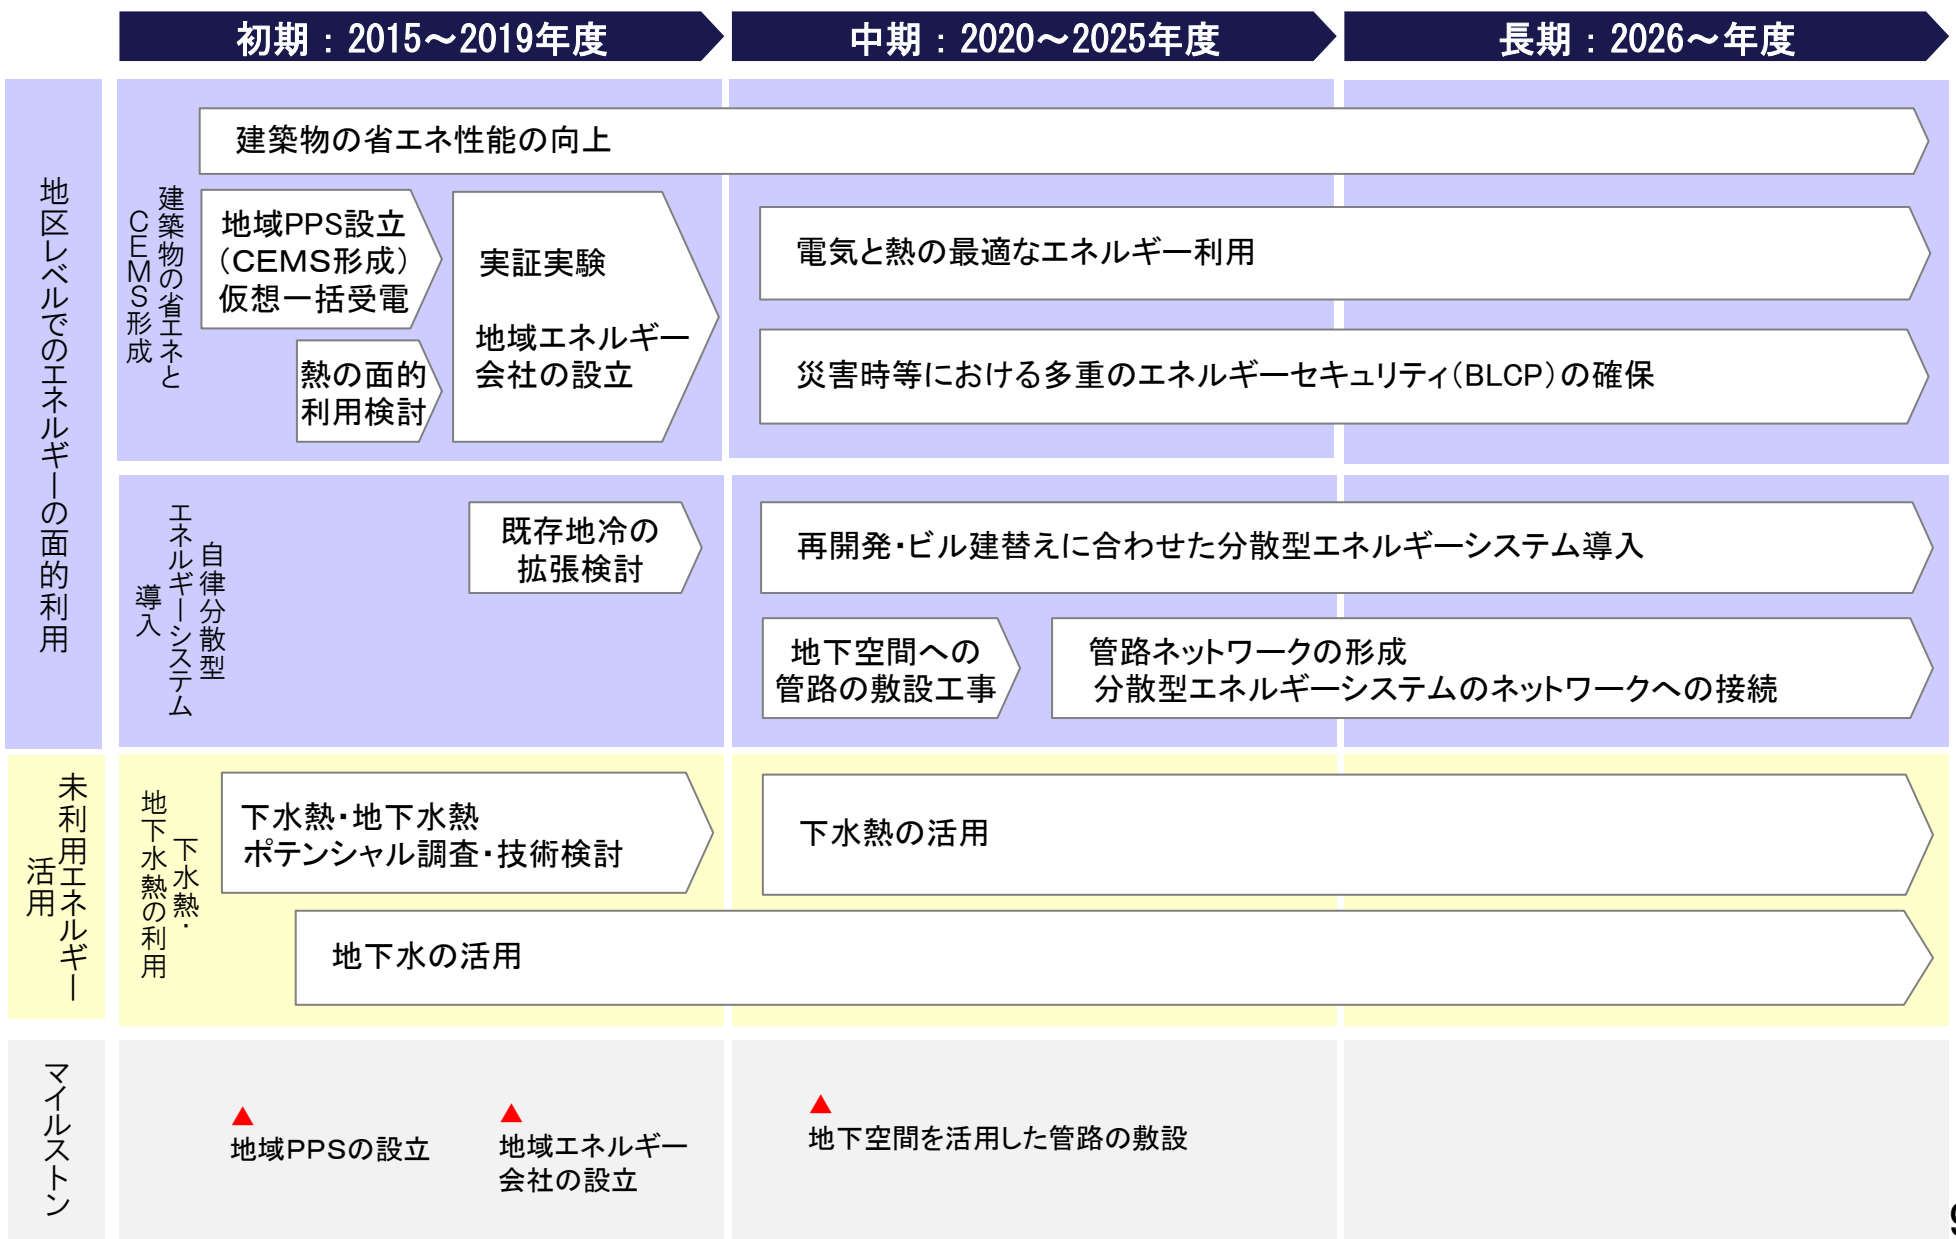 初期：2015～2019年度
中期：2020～2025年度
長期：2026～年度
地区レベルでのエネルギーの面的利用
建築物の省エネと
ＣＥＭＳ形成
建築物の省エネ性能の向上
地域PPS設立
（CEMS形成）
仮想一括受電
熱の面的
利用検討
実証実験
地域エネルギー
会社の設立
電気と熱の最適なエネルギー利用
災害時等における多重のエネルギーセキュリティ（BLCP）の確保
自律分散型
エネルギーシステム
導入
既存地冷の
拡張検討
再開発・ビル建替えに合わせた分散型エネルギーシステム導入
地下空間への
管路の敷設工事
管路ネットワークの形成
分散型エネルギーシステムのネットワークへの接続
未利用エネルギー
活用
下水熱・
地下水熱の利用
下水熱・地下水熱
ポテンシャル調査・技術検討
下水熱の活用
地下水の活用
マイルストン
▲
地域PPSの設立
▲
地域エネルギー
会社の設立
▲
地下空間を活用した管路の敷設